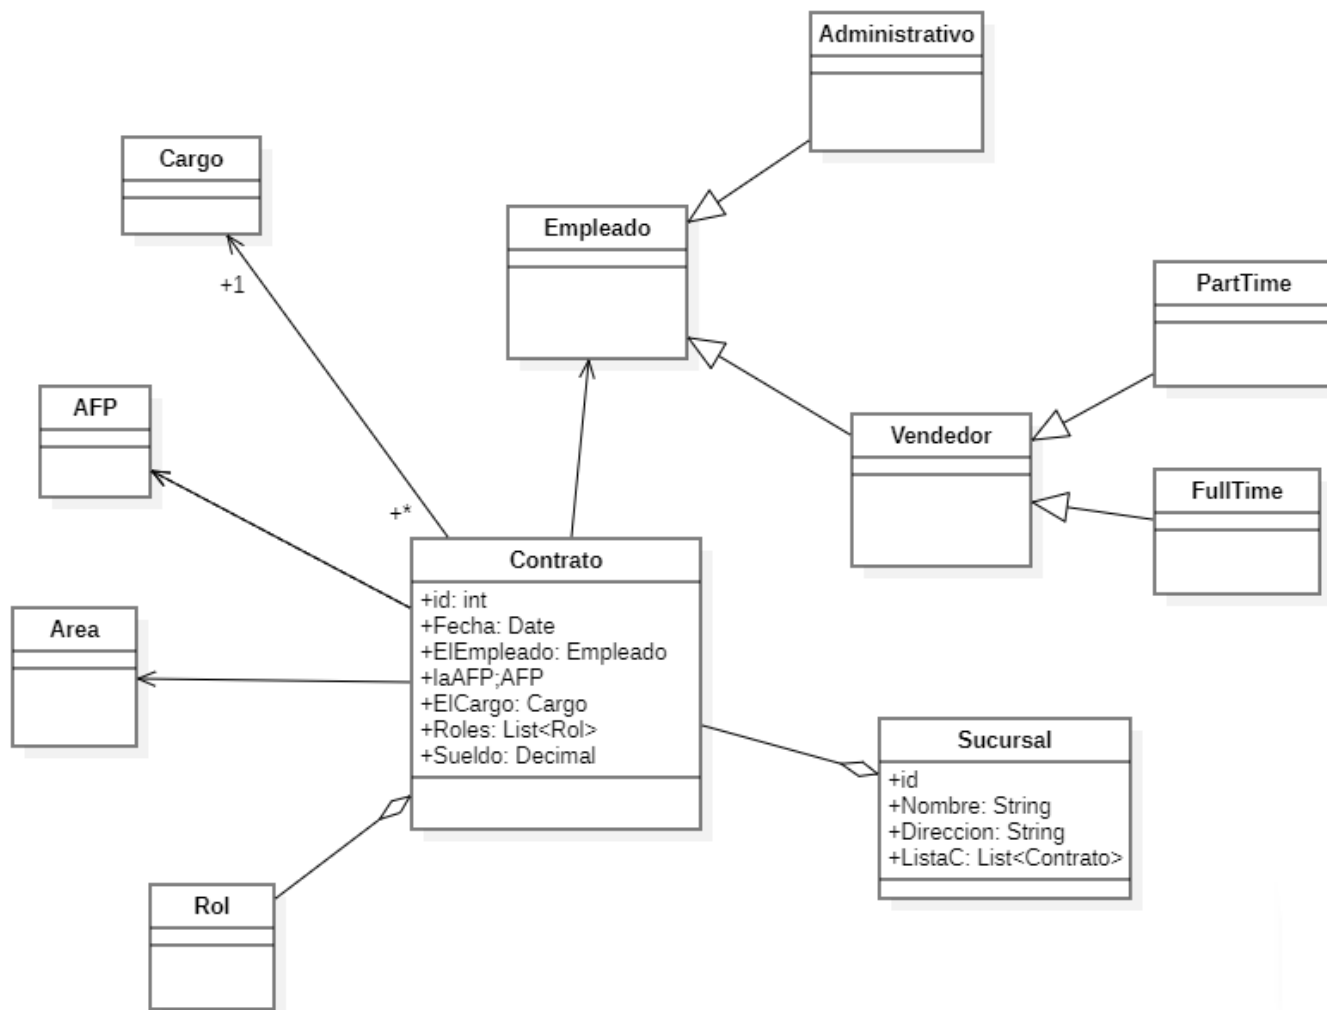 Administrativo
Cargo
Empleado
+1
PartTime
AFP
Vendedor
FullTime
+*
Contrato
+id: int
+Fecha: Date
+ElEmpleado: Empleado
+laAFP;AFP
+ElCargo: Cargo
+Roles: List<Rol>
+Sueldo: Decimal
Area
Sucursal
+id
+Nombre: String
+Direccion: String
+ListaC: List<Contrato>
Rol